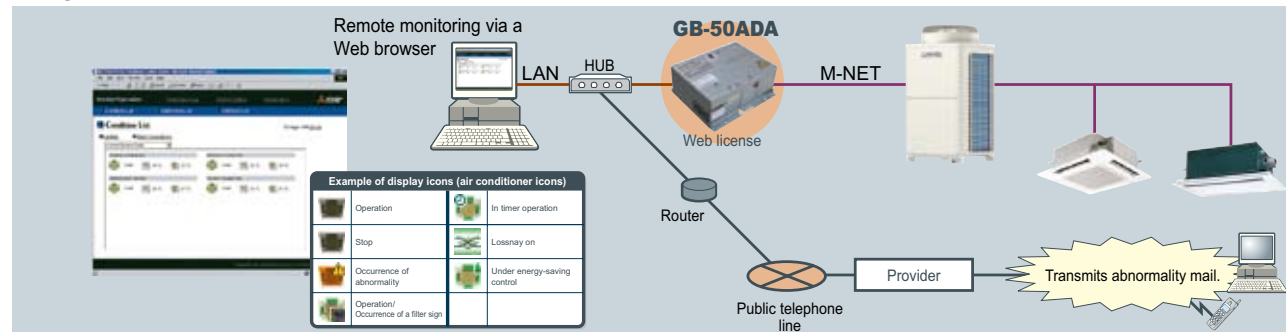 Remote monitoring via a
Web browser
LAN
HUB
GB-50ADA
Web license
M-NET
Condition List
Example of display icons (air conditioner icons)
Operation
In timer operation
Stop
Lossnay on
Occurrence of
abnormality
Under energy-saving
control
Operation/
Occurrence of a filter sign
Router
Public telephone
line
Provider
Transmits abnormality mail.